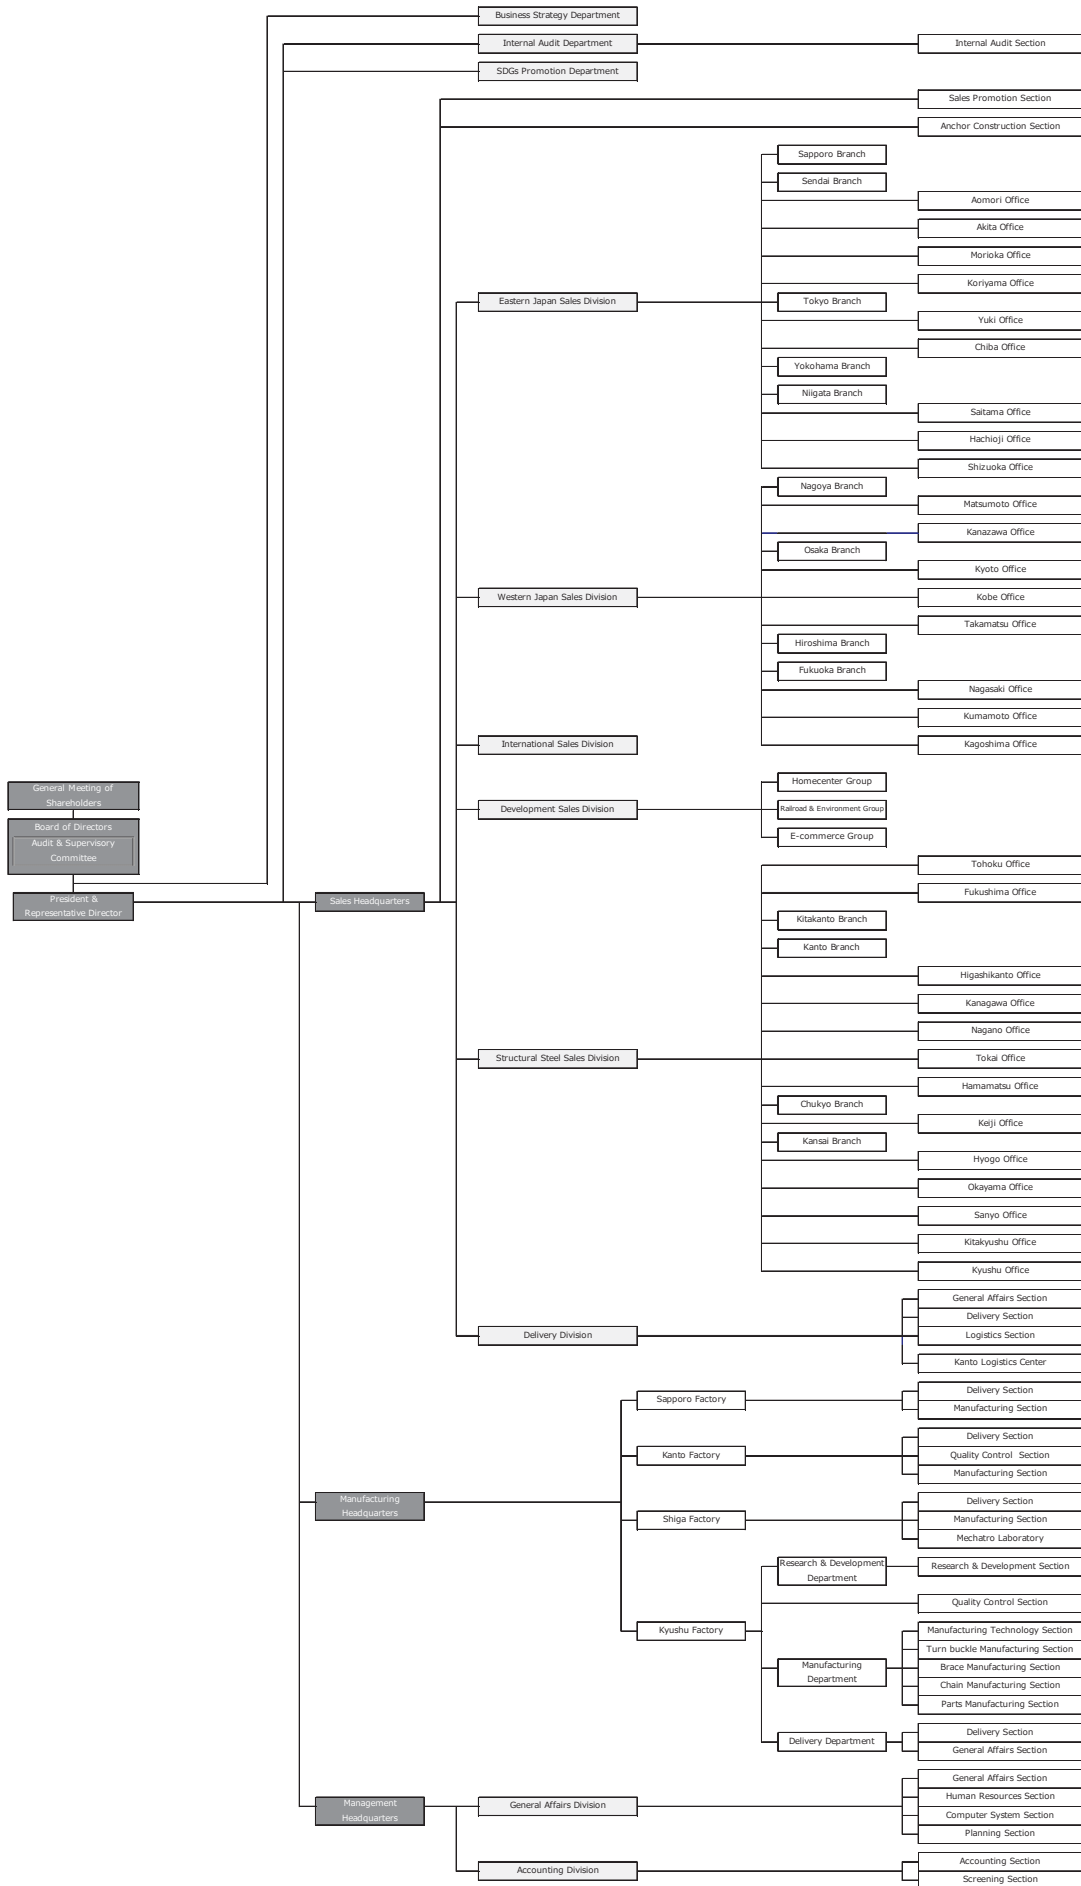 Business Strategy Department
Internal Audit Department
Internal Audit Section
SDGs Promotion Department
Sales Promotion Section
Anchor Construction Section
Sapporo Branch
Sendai Branch
Aomori Office
Akita Office
Morioka Office
Koriyama Office
Eastern Japan Sales Division
Tokyo Branch
Yuki Office
Chiba Office
Yokohama Branch
Niigata Branch
Saitama Office
Hachioji Office
Shizuoka Office
Nagoya Branch
Matsumoto Office
Kanazawa Office
Osaka Branch
Kyoto Office
Western Japan Sales Division
Kobe Office
Takamatsu Office
Hiroshima Branch
Fukuoka Branch
Nagasaki Office
Kumamoto Office
International Sales Division
Kagoshima Office
General Meeting of
Shareholders
Homecenter Group
Development Sales Division
Railroad & Environment Group
Board of Directors
Audit & Supervisory
Committee
E-commerce Group
Tohoku Office
Fukushima Office
President &
Representative Director
Sales Headquarters
Kitakanto Branch
Kanto Branch
Higashikanto Office
Kanagawa Office
Nagano Office
Structural Steel Sales Division
Tokai Office
Hamamatsu Office
Chukyo Branch
Keiji Office
Kansai Branch
Hyogo Office
Okayama Office
Sanyo Office
Kitakyushu Office
Kyushu Office
General Affairs Section
Delivery Section
Delivery Division
Logistics Section
Kanto Logistics Center
Sapporo Factory
Delivery Section
Manufacturing Section
Delivery Section
Kanto Factory
Quality Control Section
Manufacturing Section
Manufacturing
Headquarters
Delivery Section
Shiga Factory
Manufacturing Section
Mechatro Laboratory
Research & Development
Department
Research & Development Section
Quality Control Section
Kyushu Factory
Manufacturing Technology Section
Turn buckle Manufacturing Section
Manufacturing
Department
Brace Manufacturing Section
Chain Manufacturing Section
Parts Manufacturing Section
Delivery Department
Delivery Section
General Affairs Section
Management
Headquarters
General Affairs Division
General Affairs Section
Human Resources Section
Computer System Section
Planning Section
Accounting Division
Accounting Section
Screening Section